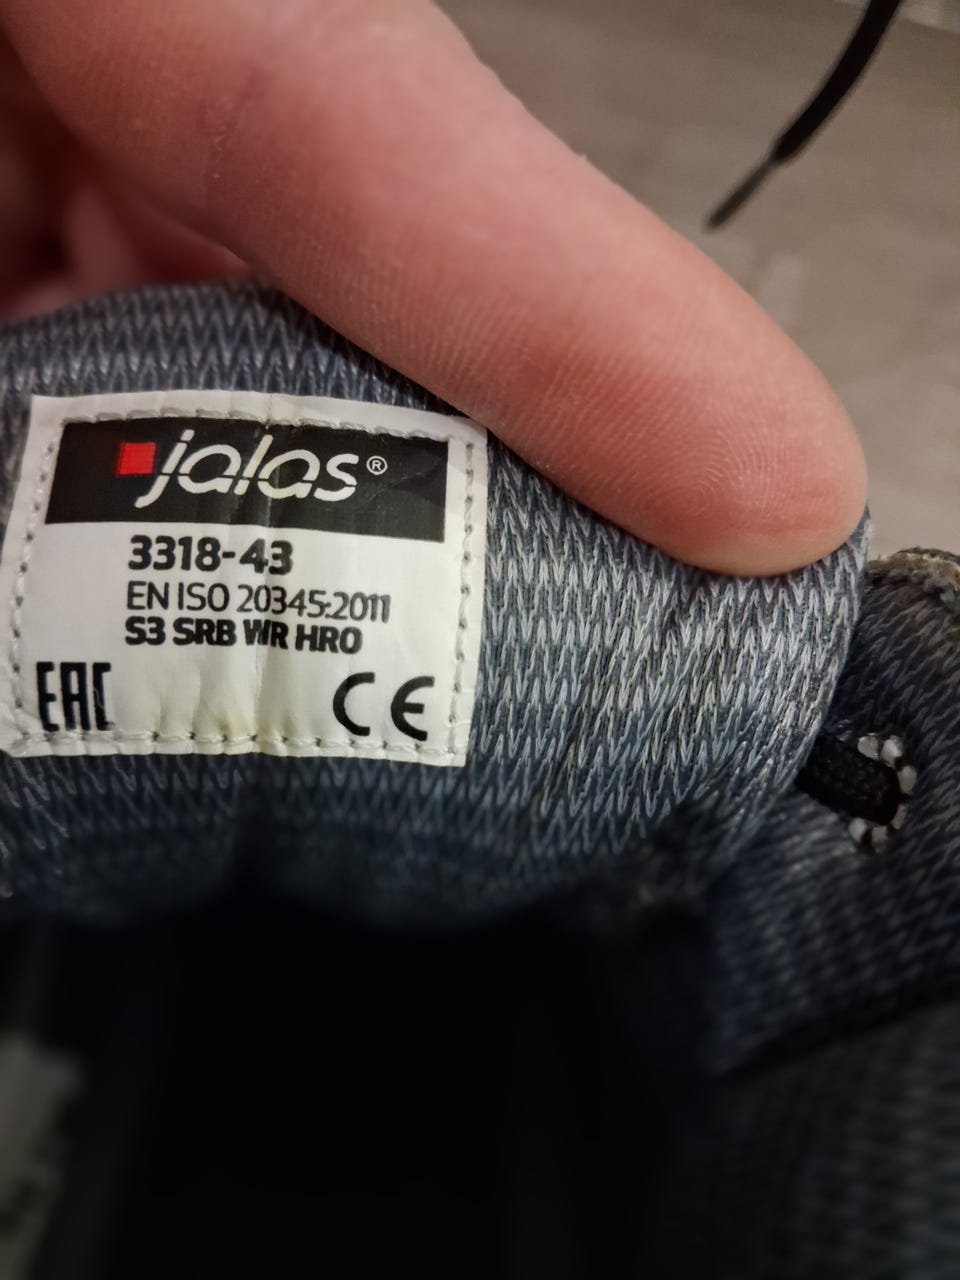 jalas®
3318-43
EN ISO 20345:2011
S3 SRB WR HRO
EAC CE